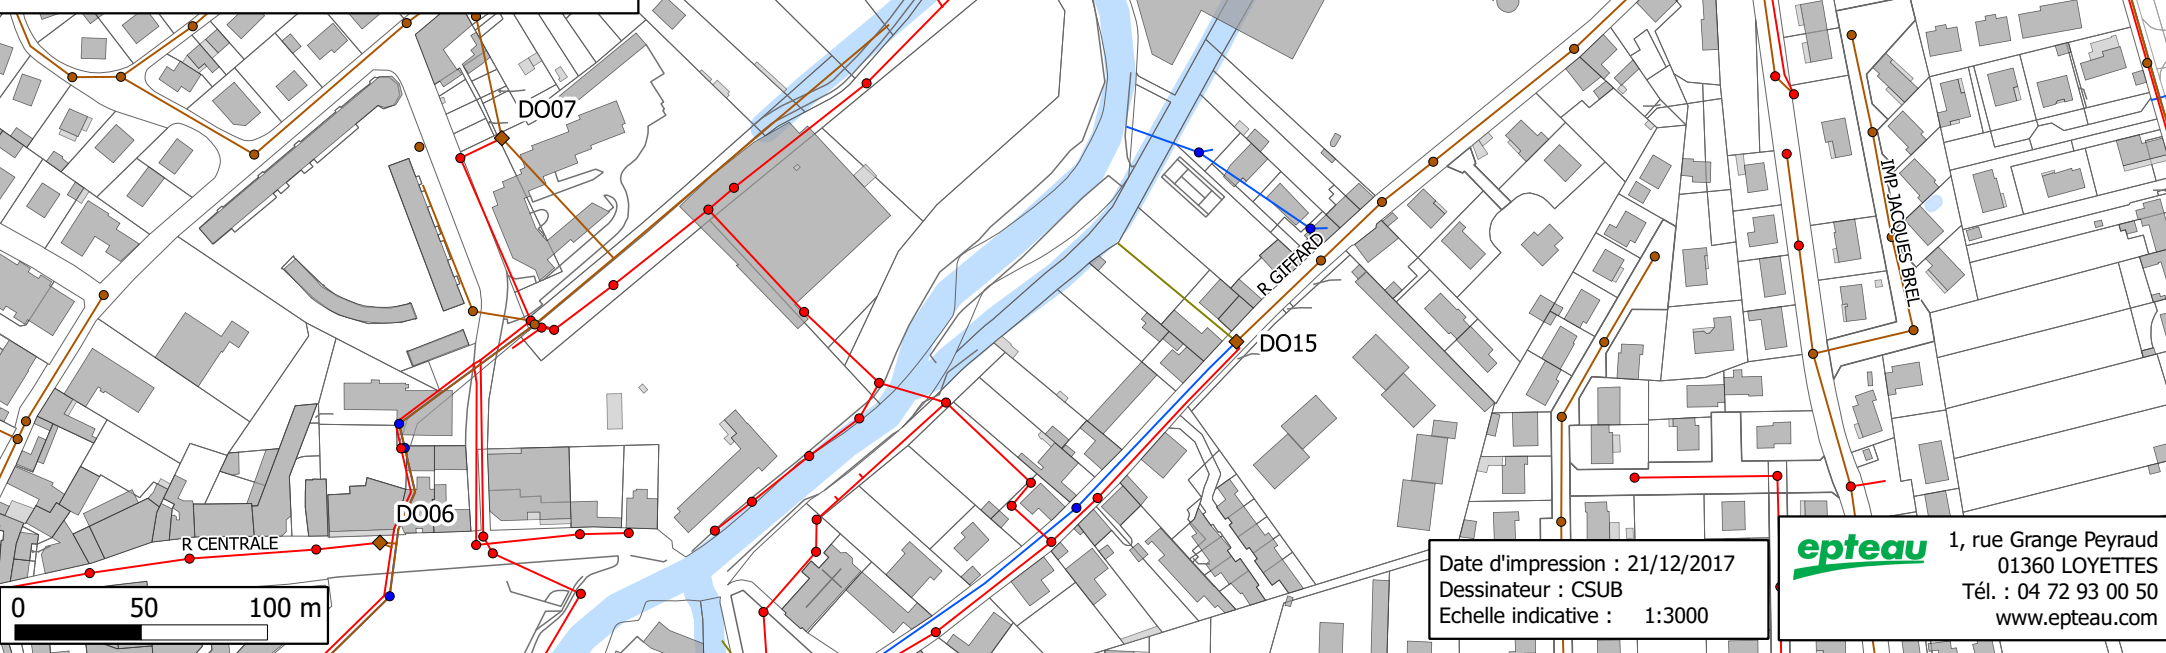 DO07
IMP JACQUES BREL
R GIFFARD
DO15
DO06
R CENTRALE
0 50 100 m
Date d'impression : 21/12/2017
Dessinateur : CSUB
Echelle indicative : 1:3000
epteau
1, rue Grange Peyraud
01360 LOYETTES
Tél. : 04 72 93 00 50
www.epteau.com